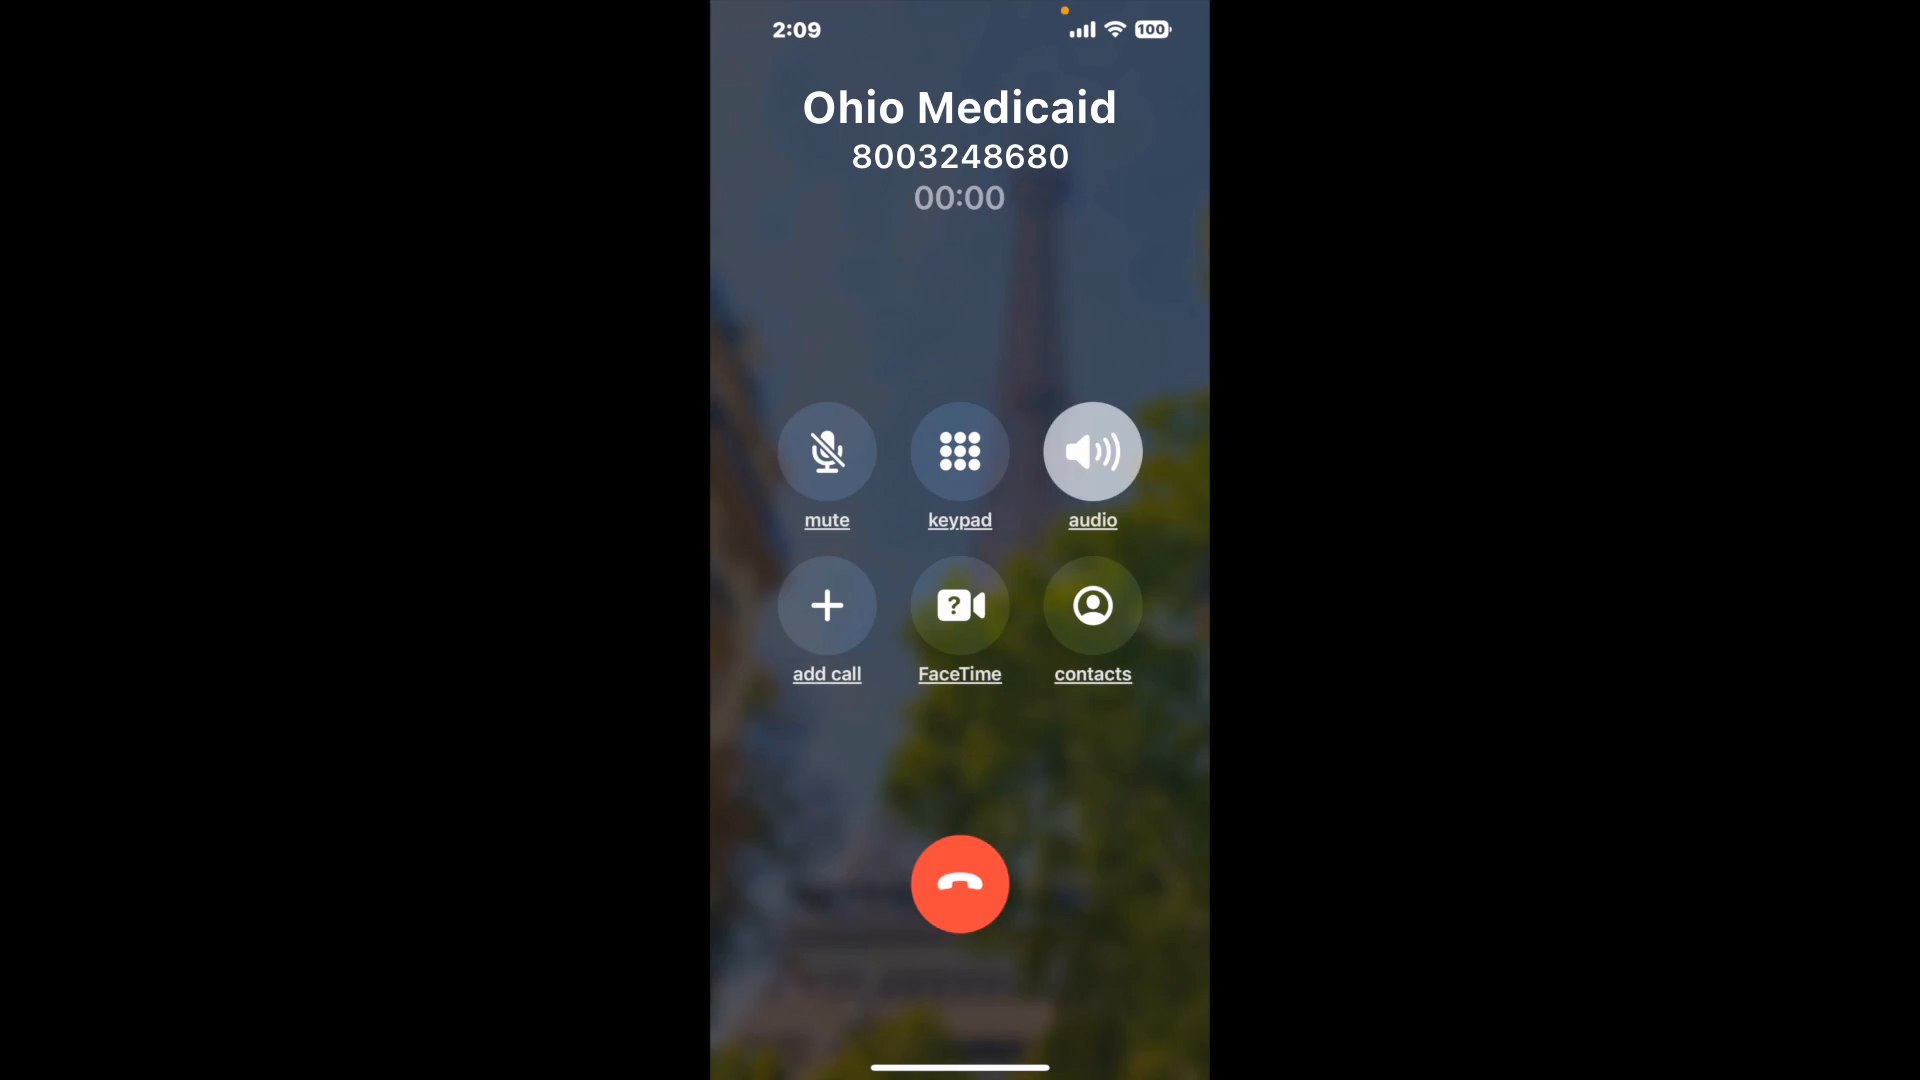 2:09
100
Ohio Medicaid
8003248680
00:00
mute
keypad
audio
?
add call
FaceTime
contacts